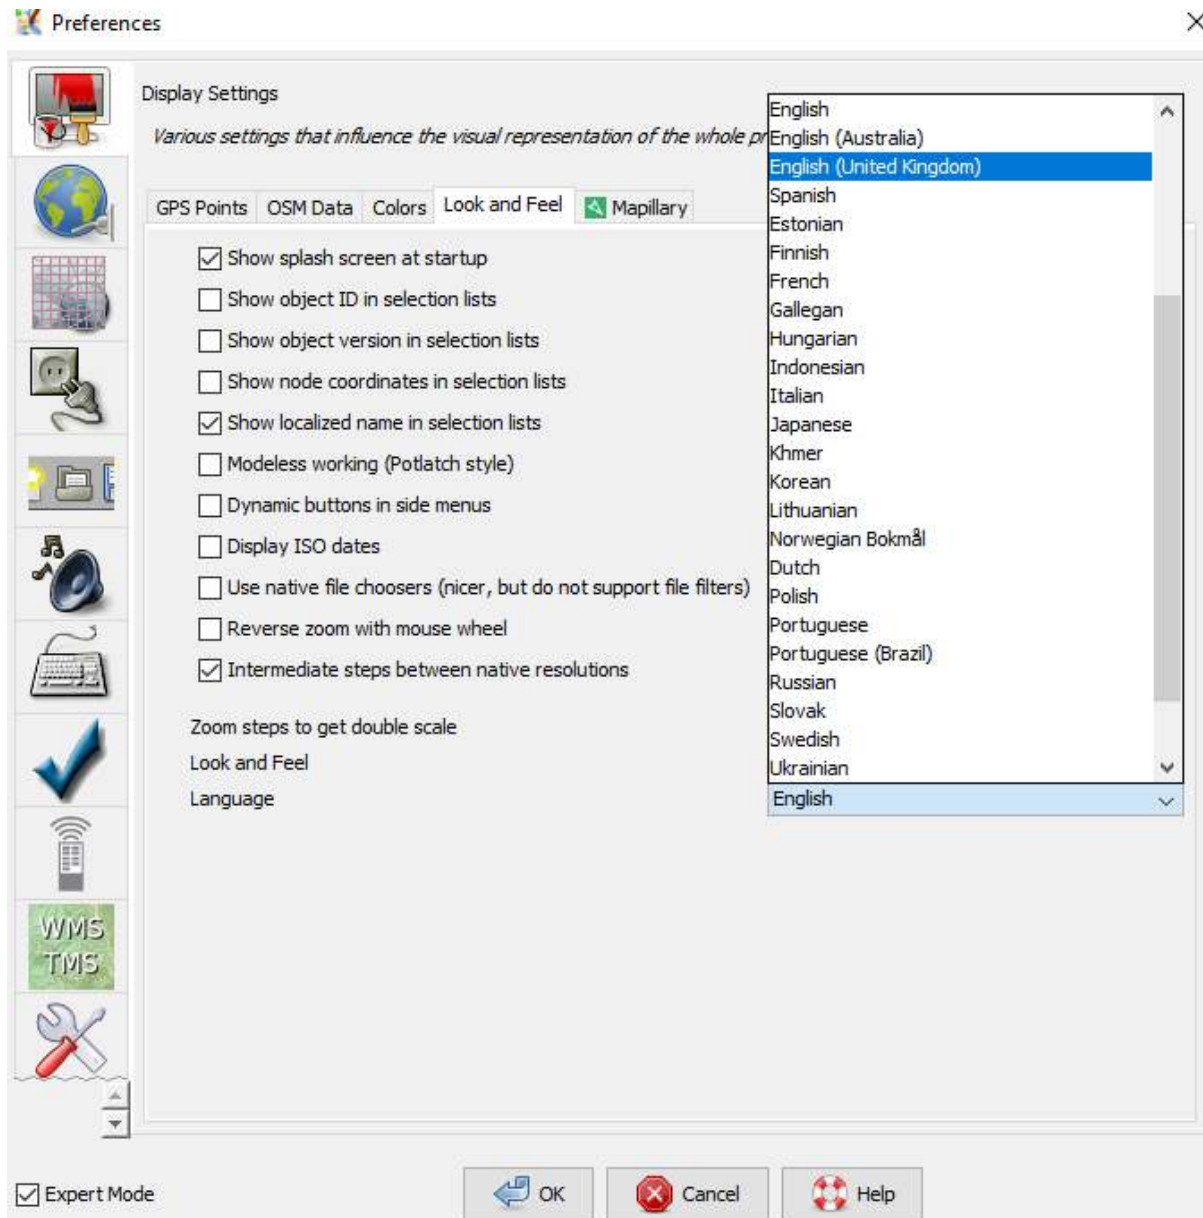 Preferences
Display Settings
Various settings that influence the visual representation of the whole pr
GPS Points OSM Data Colors Look and Feel Mapillary
Show splash screen at startup
Show object ID in selection lists
Show object version in selection lists
Show node coordinates in selection lists
Show localized name in selection lists
Modeless working (Potlatch style)
Dynamic buttons in side menus
Display ISO dates
Use native file choosers (nicer, but do not support file filters)
Reverse zoom with mouse wheel
Intermediate steps between native resolutions
Zoom steps to get double scale
Look and Feel
Language
English
English (Australia)
English (United Kingdom)
Spanish
Estonian
Finnish
French
Gallegan
Hungarian
Indonesian
Italian
Japanese
Khmer
Korean
Lithuanian
Norwegian Bokmål
Dutch
Polish
Portuguese
Portuguese (Brazil)
Russian
Slovak
Swedish
Ukrainian
English
WMS
TMS
Expert Mode
OK Cancel Help